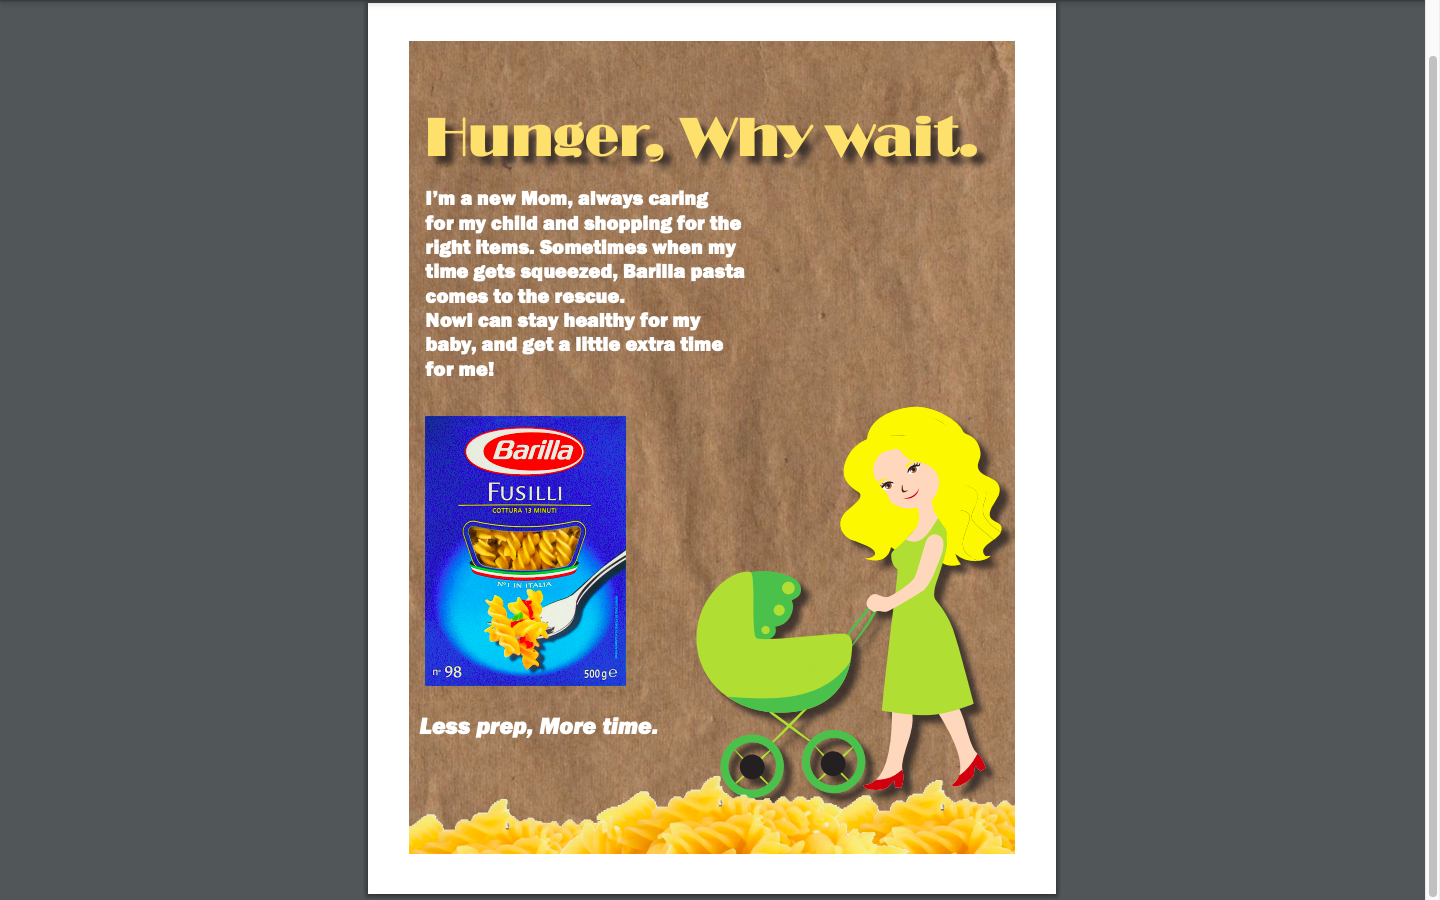 Hunger, Why wait.
I'm a new Mom, always caring
for my child and shopping for the
right items. Sometimes when my
time gets squeezed, Barilla pasta
comes to the rescue.
NowI can stay healthy for my
baby, and get a little extra time
for me!
Barilla
FUSILLI
COTTURA 13 MINUTI
N°1 IN ITALIA
n° 98
500 g ℮
Less prep, More time.